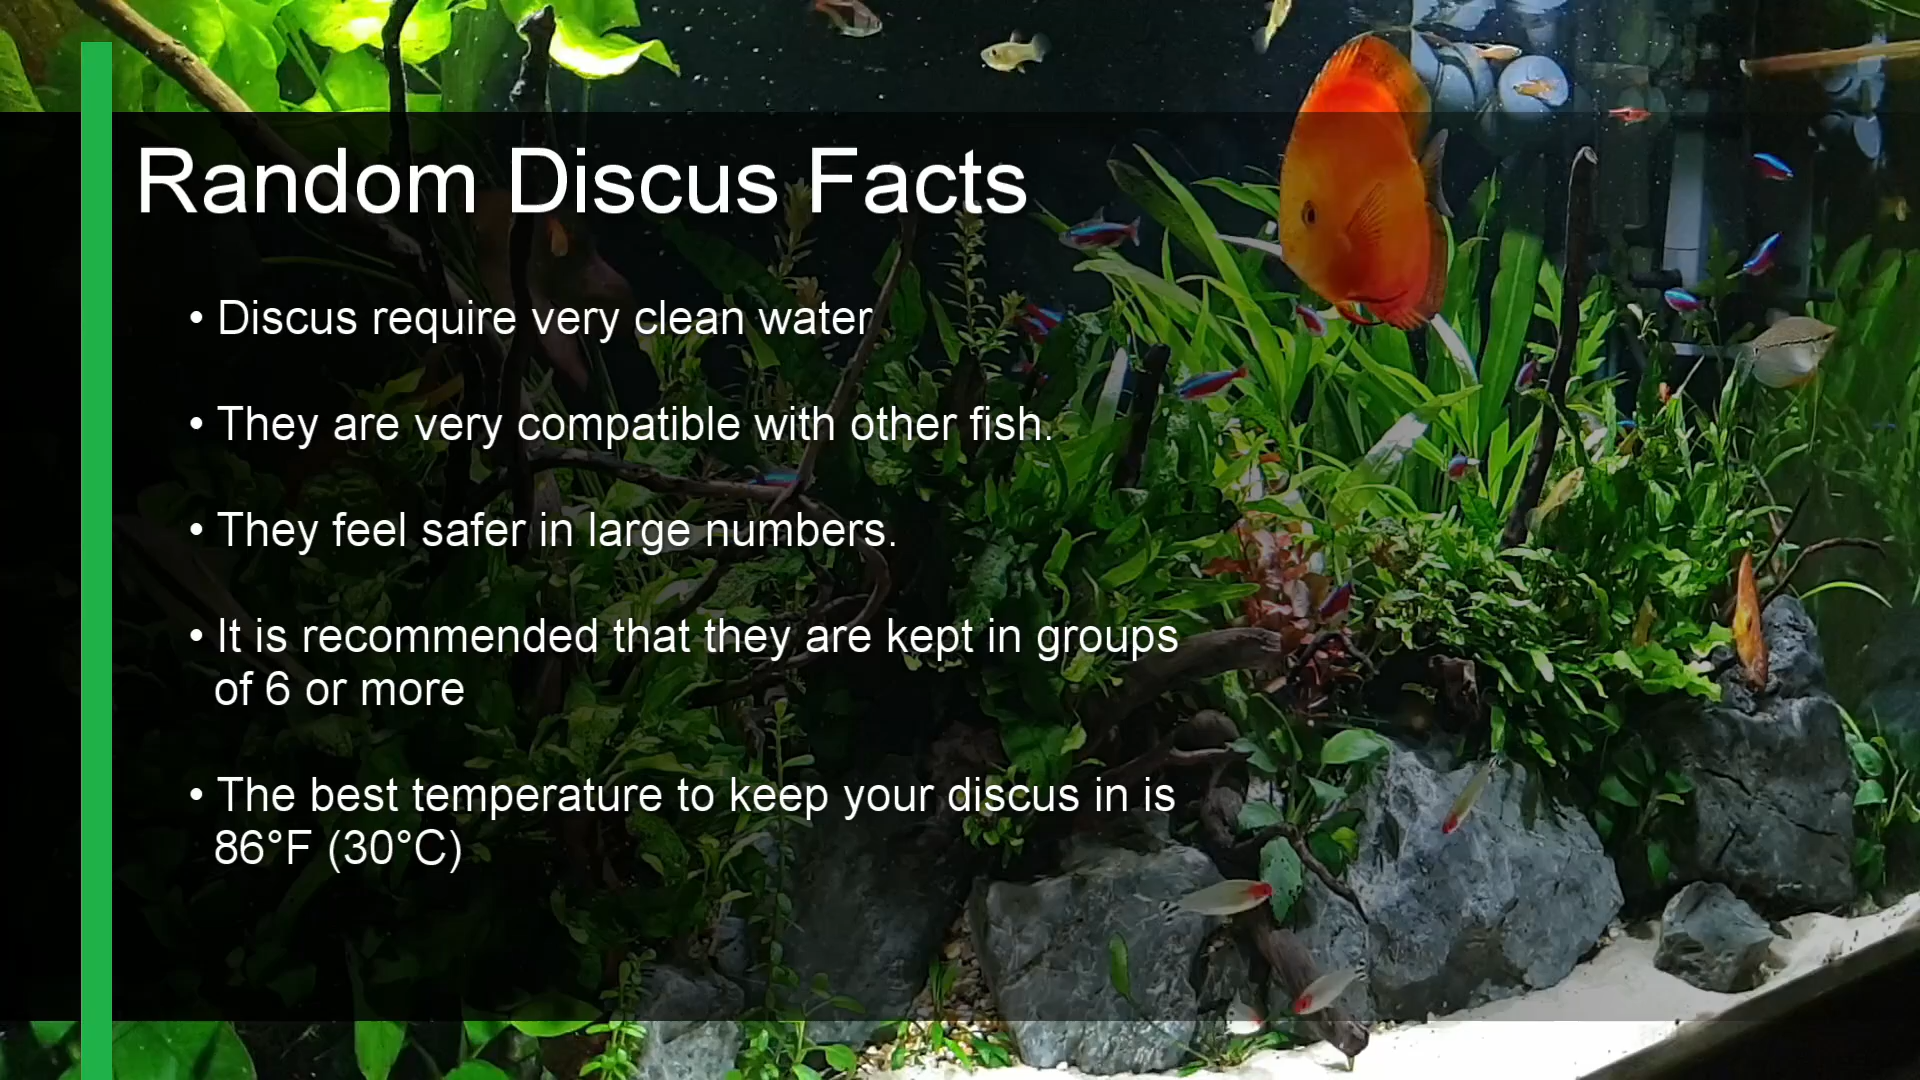 Random Discus Facts
• Discus require very clean water
• They are very compatible with other fish.
• They feel safer in large numbers.
• It is recommended that they are kept in groups
of 6 or more
• The best temperature to keep your discus in is
86°F (30°C)